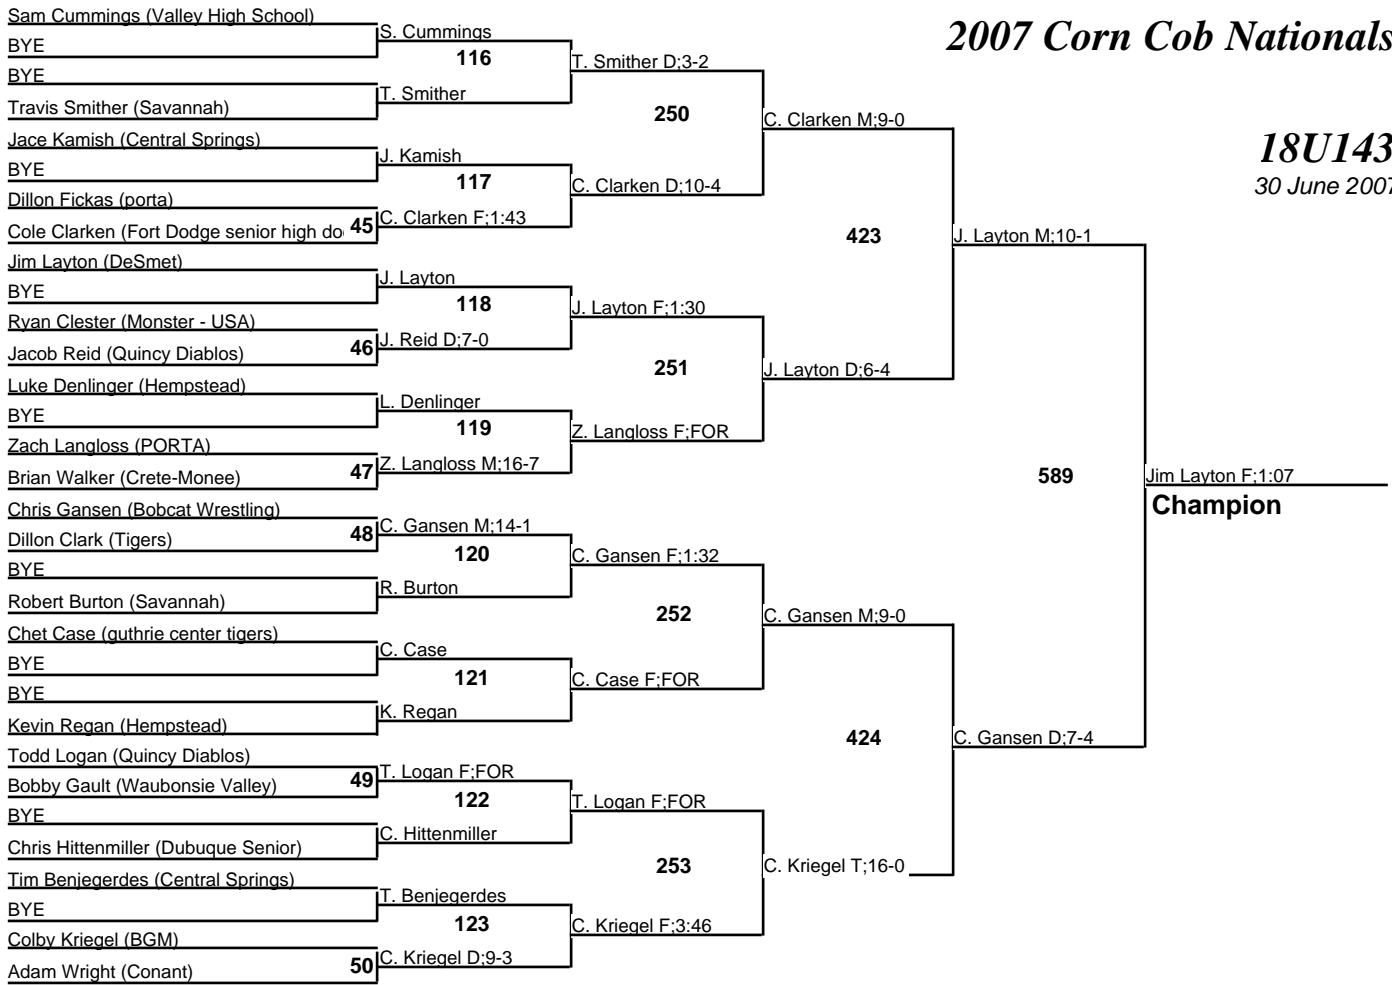 2007 Corn Cob Nationals
18U143
30 June 2007
Sam Cummings (Valley High School)
BYE
BYE
Travis Smither (Savannah)
Jace Kamish (Central Springs)
BYE
Dillon Fickas (porta)
Cole Clarken (Fort Dodge senior high do
45
Jim Layton (DeSmet)
BYE
Ryan Clester (Monster - USA)
Jacob Reid (Quincy Diablos)
46
Luke Denlinger (Hempstead)
BYE
Zach Langloss (PORTA)
Brian Walker (Crete-Monee)
47
Chris Gansen (Bobcat Wrestling)
Dillon Clark (Tigers)
48
BYE
Robert Burton (Savannah)
Chet Case (guthrie center tigers)
BYE
BYE
Kevin Regan (Hempstead)
Todd Logan (Quincy Diablos)
Bobby Gault (Waubonsie Valley)
49
BYE
Chris Hittenmiller (Dubuque Senior)
Tim Benjegerdes (Central Springs)
BYE
Colby Kriegel (BGM)
Adam Wright (Conant)
50
S. Cummings
116
T. Smither
J. Kamish
117
C. Clarken F;1:43
J. Layton
118
J. Reid D;7-0
L. Denlinger
119
Z. Langloss M;16-7
C. Gansen M;14-1
120
R. Burton
C. Case
121
K. Regan
T. Logan F;FOR
122
C. Hittenmiller
T. Benjegerdes
123
C. Kriegel D;9-3
T. Smither D;3-2
250
C. Clarken D;10-4
J. Layton F;1:30
251
Z. Langloss F;FOR
C. Gansen F;1:32
252
C. Case F;FOR
T. Logan F;FOR
253
C. Kriegel F;3:46
C. Clarken M;9-0
423
J. Layton D;6-4
C. Gansen M;9-0
424
C. Kriegel T;16-0
J. Layton M;10-1
589
C. Gansen D;7-4
Jim Layton F;1:07
Champion